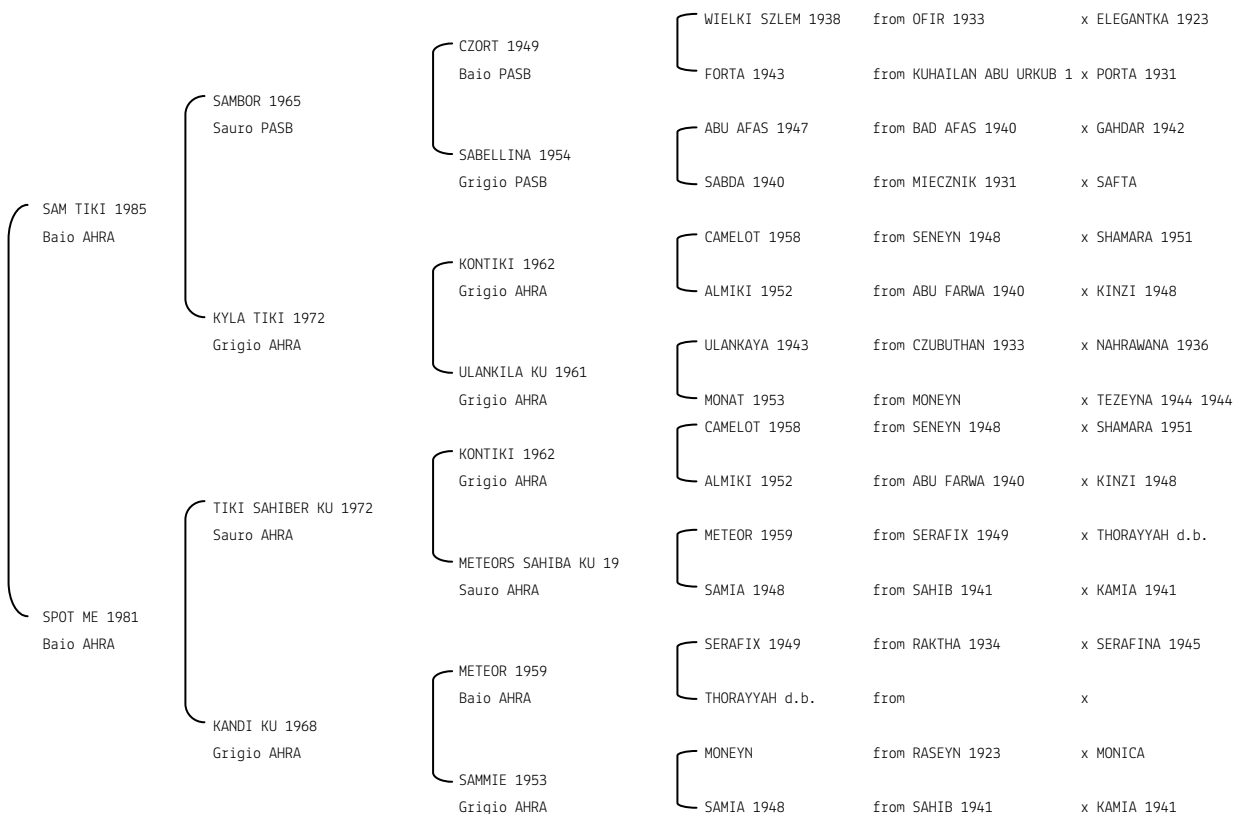 WIELKI SZLEM 1938 from OFIR 1933 x ELEGANTKA 1923
CZORT 1949
Baio PASB FORTA 1943 from KUHAILAN ABU URKUB 1 x PORTA 1931
SAMBOR 1965
Sauro PASB ABU AFAS 1947 from BAD AFAS 1940 x GAHDAR 1942
SABELLINA 1954
Grigio PASB SABDA 1940 from MIECZNIK 1931 x SAFTA
SAM TIKI 1985
Baio AHRA CAMELOT 1958 from SENEYN 1948 x SHAMARA 1951
KONTIKI 1962
Grigio AHRA ALMIKI 1952 from ABU FARWA 1940 x KINZI 1948
KYLA TIKI 1972
Grigio AHRA ULANKAYA 1943 from CZUBUTHAN 1933 x NAHRAWANA 1936
ULANKILA KU 1961
Grigio AHRA MONAT 1953 from MONEYN x TEZEYNA 1944 1944
CAMELOT 1958 from SENEYN 1948 x SHAMARA 1951
KONTIKI 1962
Grigio AHRA ALMIKI 1952 from ABU FARWA 1940 x KINZI 1948
TIKI SAHIBER KU 1972
Sauro AHRA METEOR 1959 from SERAFIX 1949 x THORAYYAH d.b.
METEORS SAHIBA KU 19
Sauro AHRA SAMIA 1948 from SAHIB 1941 x KAMIA 1941
SPOT ME 1981
Baio AHRA SERAFIX 1949 from RAKTHA 1934 x SERAFINA 1945
METEOR 1959
Baio AHRA THORAYYAH d.b. from x
KANDI KU 1968
Grigio AHRA MONEYN from RASEYN 1923 x MONICA
SAMMIE 1953
Grigio AHRA SAMIA 1948 from SAHIB 1941 x KAMIA 1941